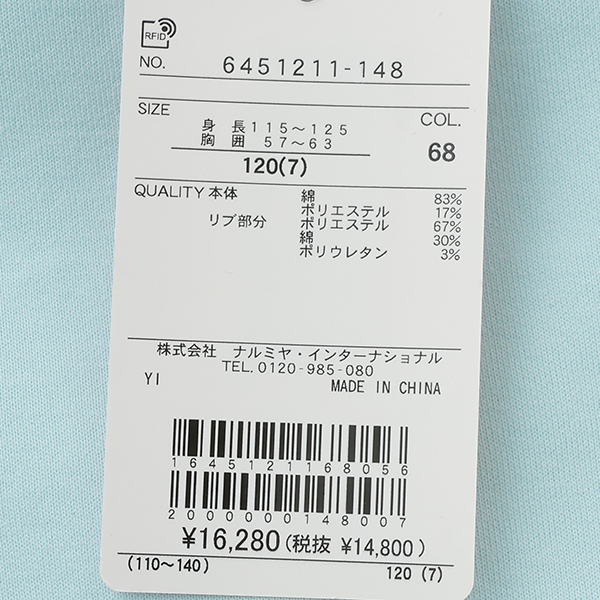 RFID
NO. 6451211-148
SIZE COL.
身 長 115〜125
胸 囲 57〜63
120(7) 68
QUALITY 本体 綿 83%
ポリエステル 17%
リブ部分 ポリエステル 67%
綿 30%
ポリウレタン 3%
株式会社 ナルミヤ・インターナショナル
TEL.0120-985-080
YI MADE IN CHINA
1645121168056
2000000148007
¥16,280(税抜 ¥14,800)
(110〜140) 120 (7)